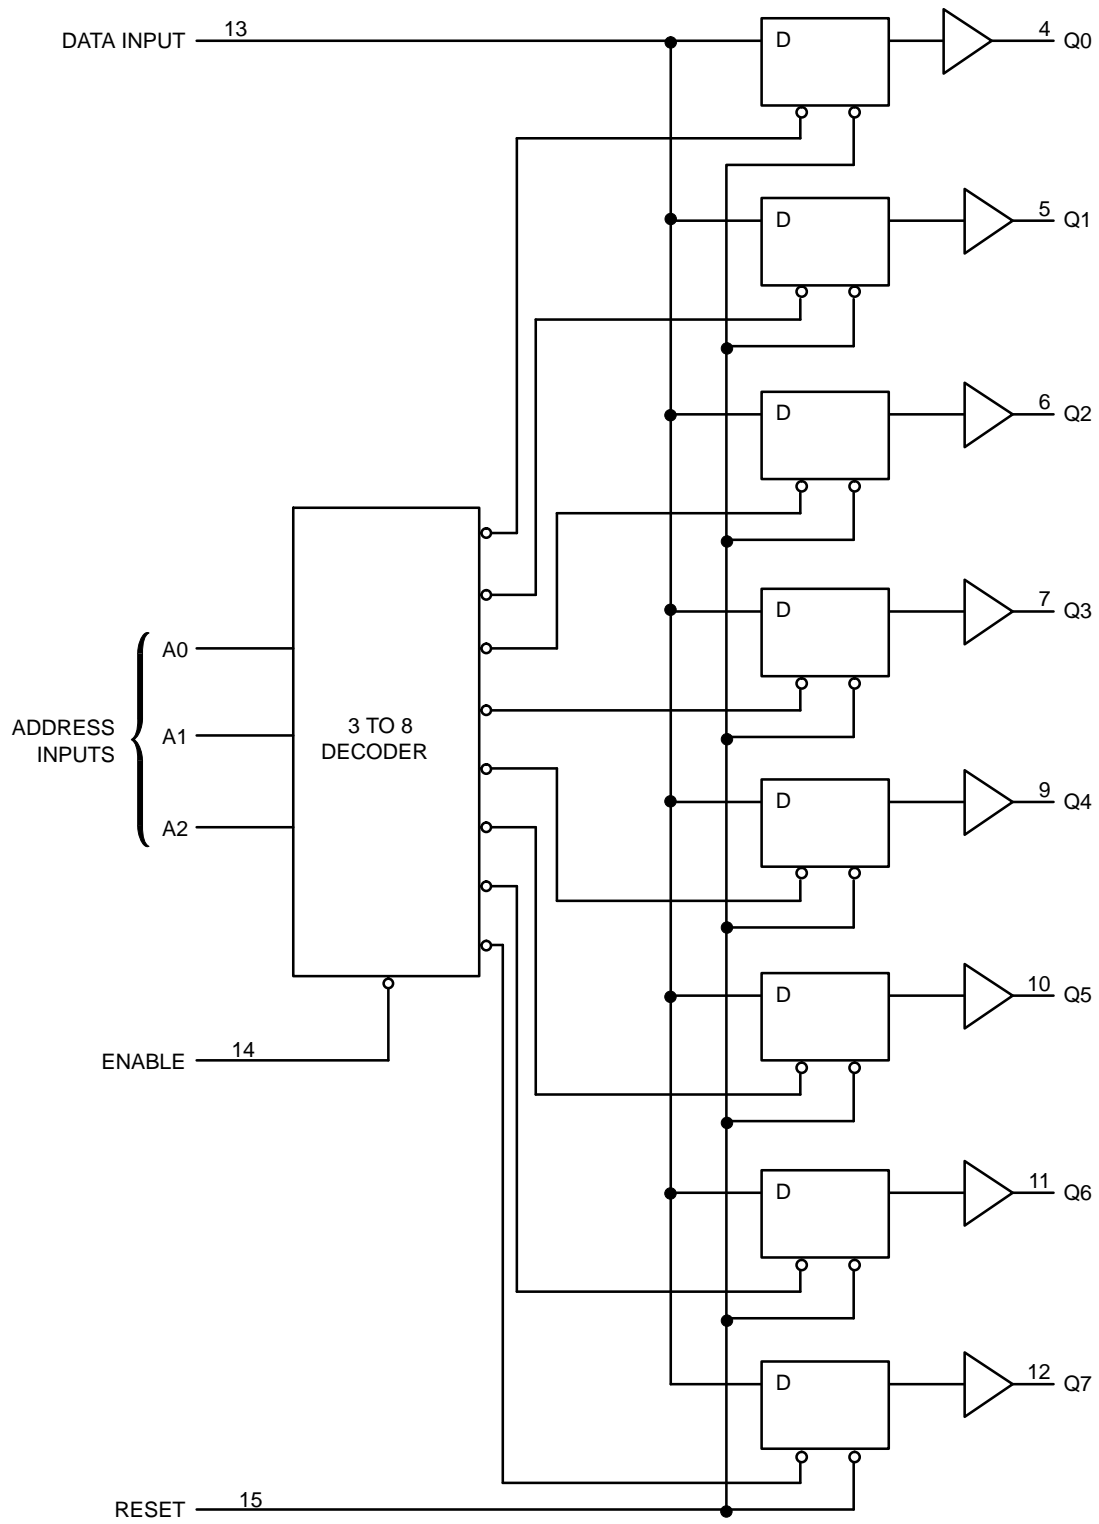 DATA INPUT 13
D 4 Q0
D 5 Q1
D 6 Q2
D 7 Q3
D 9 Q4
D 10 Q5
D 11 Q6
D 12 Q7
ADDRESS
INPUTS
A0
A1
A2
3 TO 8
DECODER
ENABLE 14
RESET 15